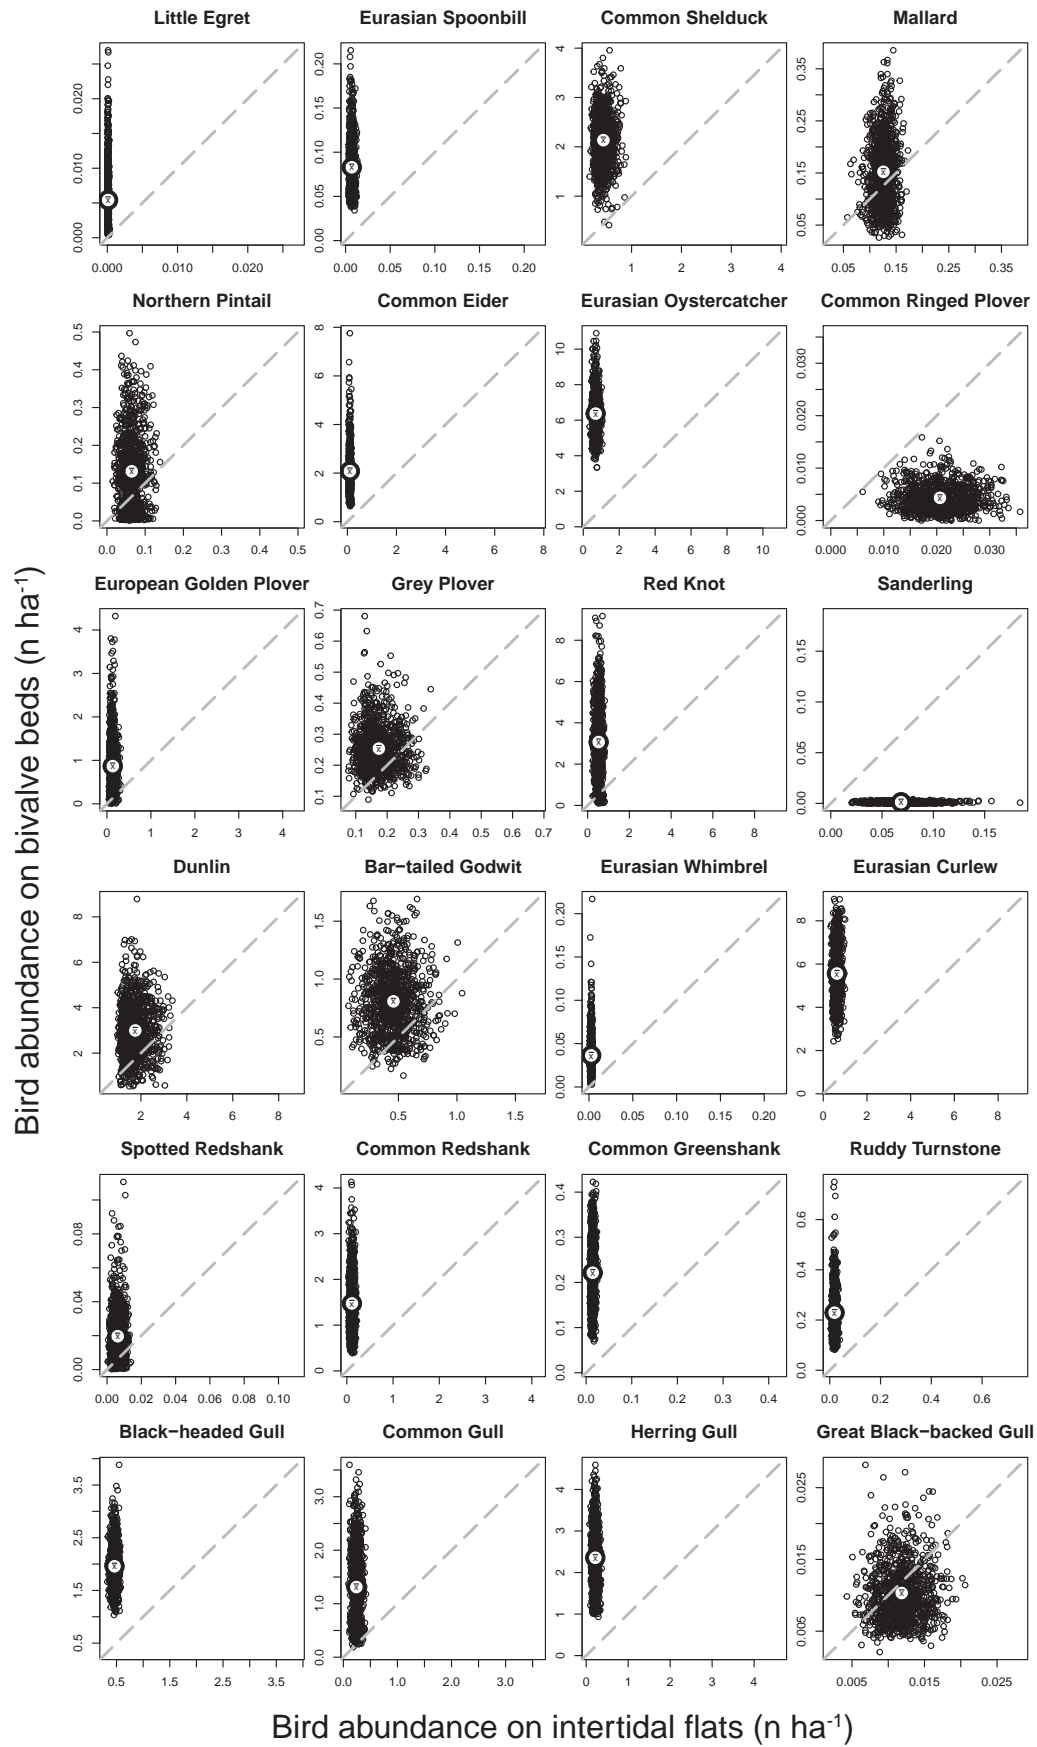 Little Egret Eurasian Spoonbill Common Shelduck Mallard
0.000 0.010 0.020
0.000 0.010 0.020
0.00 0.05 0.10 0.15 0.20
0.00 0.05 0.10 0.15 0.20
1 2 3 4
1 2 3 4
0.05 0.15 0.25 0.35
0.05 0.15 0.25 0.35
Northern Pintail Common Eider Eurasian Oystercatcher Common Ringed Plover
0.0 0.1 0.2 0.3 0.4 0.5
0.0 0.1 0.2 0.3 0.4 0.5
0 2 4 6 8
0 2 4 6 8
0 2 4 6 8 10
0 2 4 6 8 10
0.000 0.010 0.020 0.030
0.000 0.010 0.020 0.030
European Golden Plover Grey Plover Red Knot Sanderling
0 1 2 3 4
0 1 2 3 4
0.1 0.2 0.3 0.4 0.5 0.6 0.7
0.1 0.2 0.3 0.4 0.5 0.6 0.7
0 2 4 6 8
0 2 4 6 8
0.00 0.05 0.10 0.15
0.00 0.05 0.10 0.15
Dunlin Bar−tailed Godwit Eurasian Whimbrel Eurasian Curlew
2 4 6 8
2 4 6 8
0.5 1.0 1.5
0.5 1.0 1.5
0.00 0.05 0.10 0.15 0.20
0.00 0.05 0.10 0.15 0.20
0 2 4 6 8
0 2 4 6 8
Spotted Redshank Common Redshank Common Greenshank Ruddy Turnstone
0.00 0.04 0.08
0.00 0.02 0.04 0.06 0.08 0.10
0 1 2 3 4
0 1 2 3 4
0.0 0.1 0.2 0.3 0.4
0.0 0.1 0.2 0.3 0.4
0.0 0.2 0.4 0.6
0.0 0.2 0.4 0.6
Black−headed Gull Common Gull Herring Gull Great Black−backed Gull
0.5 1.5 2.5 3.5
0.5 1.5 2.5 3.5
0.0 1.0 2.0 3.0
0.0 1.0 2.0 3.0
0 1 2 3 4
0 1 2 3 4
0.005 0.015 0.025
0.005 0.015 0.025
Bird abundance on bivalve beds (n ha⁻¹)
Bird abundance on intertidal flats (n ha⁻¹)